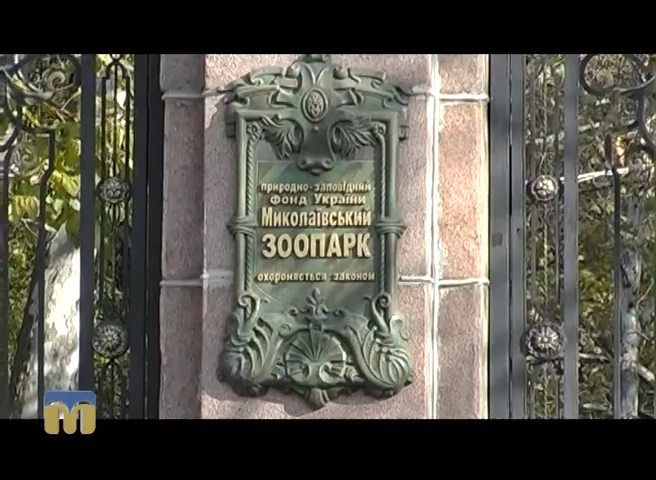 природно-заповідний
Фонд України
Миколаївський
ЗООПАРК
охороняється законом